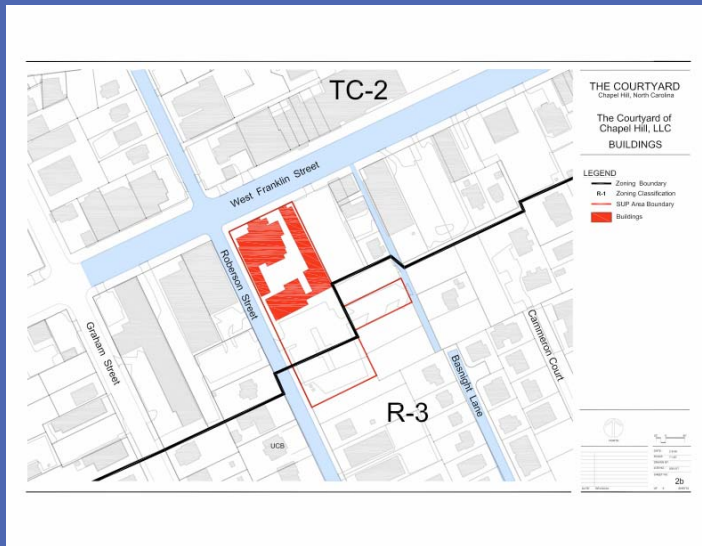 TC-2
West Franklin Street
Roberson Street
Graham Street
Cammeron Court
Basnight Lane
R-3
UCB
THE COURTYARD
Chapel Hill, North Carolina
The Courtyard of
Chapel Hill, LLC
BUILDINGS
LEGEND
Zoning Boundary
R-1 Zoning Classification
SUP Area Boundary
Buildings
2b